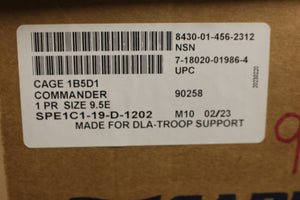 8430-01-456-2312
NSN
7-18020-01986-4
UPC
20230220
CAGE 1B5D1
COMMANDER 90258
1 PR SIZE 9.5E
SPE1C1-19-D-1202 M10 02/23
MADE FOR DLA-TROOP SUPPORT